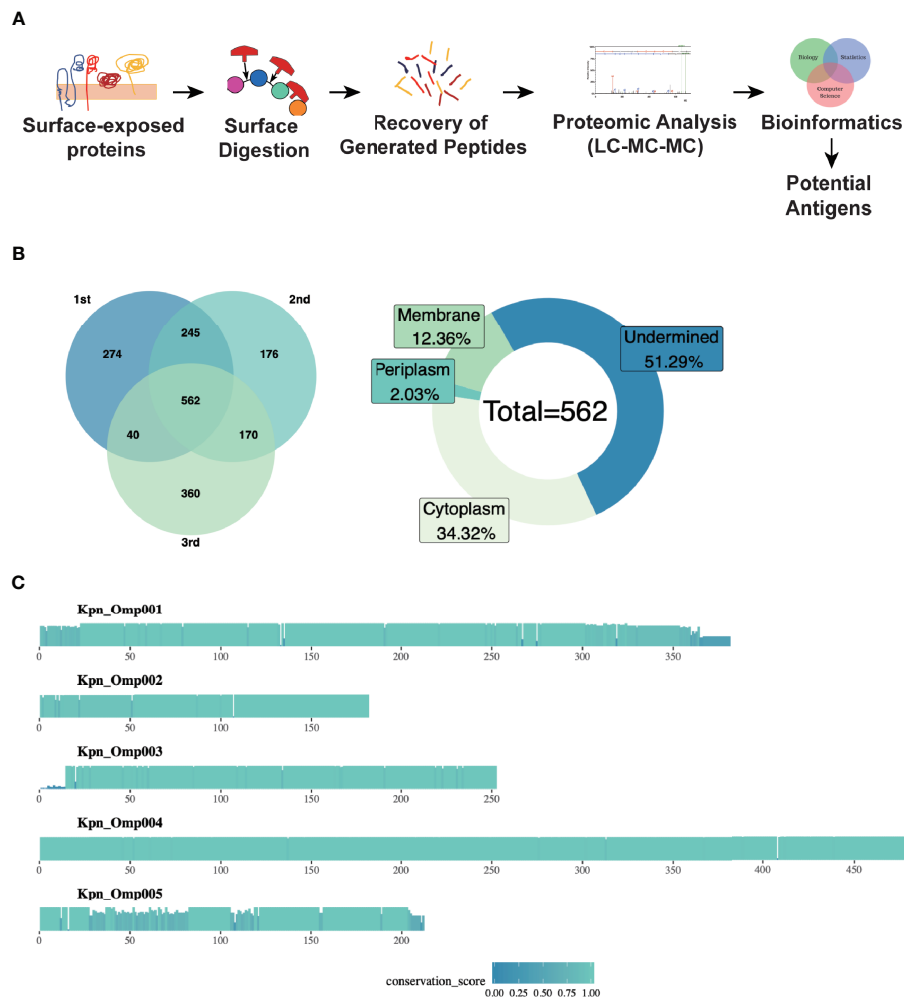 A
Biology
Statistics
Computer
Science
Surface-exposed
proteins
Surface
Digestion
Recovery of
Generated Peptides
Proteomic Analysis
(LC-MC-MC)
Bioinformatics
Potential
Antigens
B
1st
2nd
274
245
176
562
40
170
360
3rd
Membrane
12.36%
Undermined
51.29%
Periplasm
2.03%
Total=562
Cytoplasm
34.32%
C
Kpn_Omp001
0 50 100 150 200 250 300 350
Kpn_Omp002
0 50 100 150
Kpn_Omp003
0 50 100 150 200 250
Kpn_Omp004
0 50 100 150 200 250 300 350 400 450
Kpn_Omp005
0 50 100 150 200
conservation_score
0.00 0.25 0.50 0.75 1.00